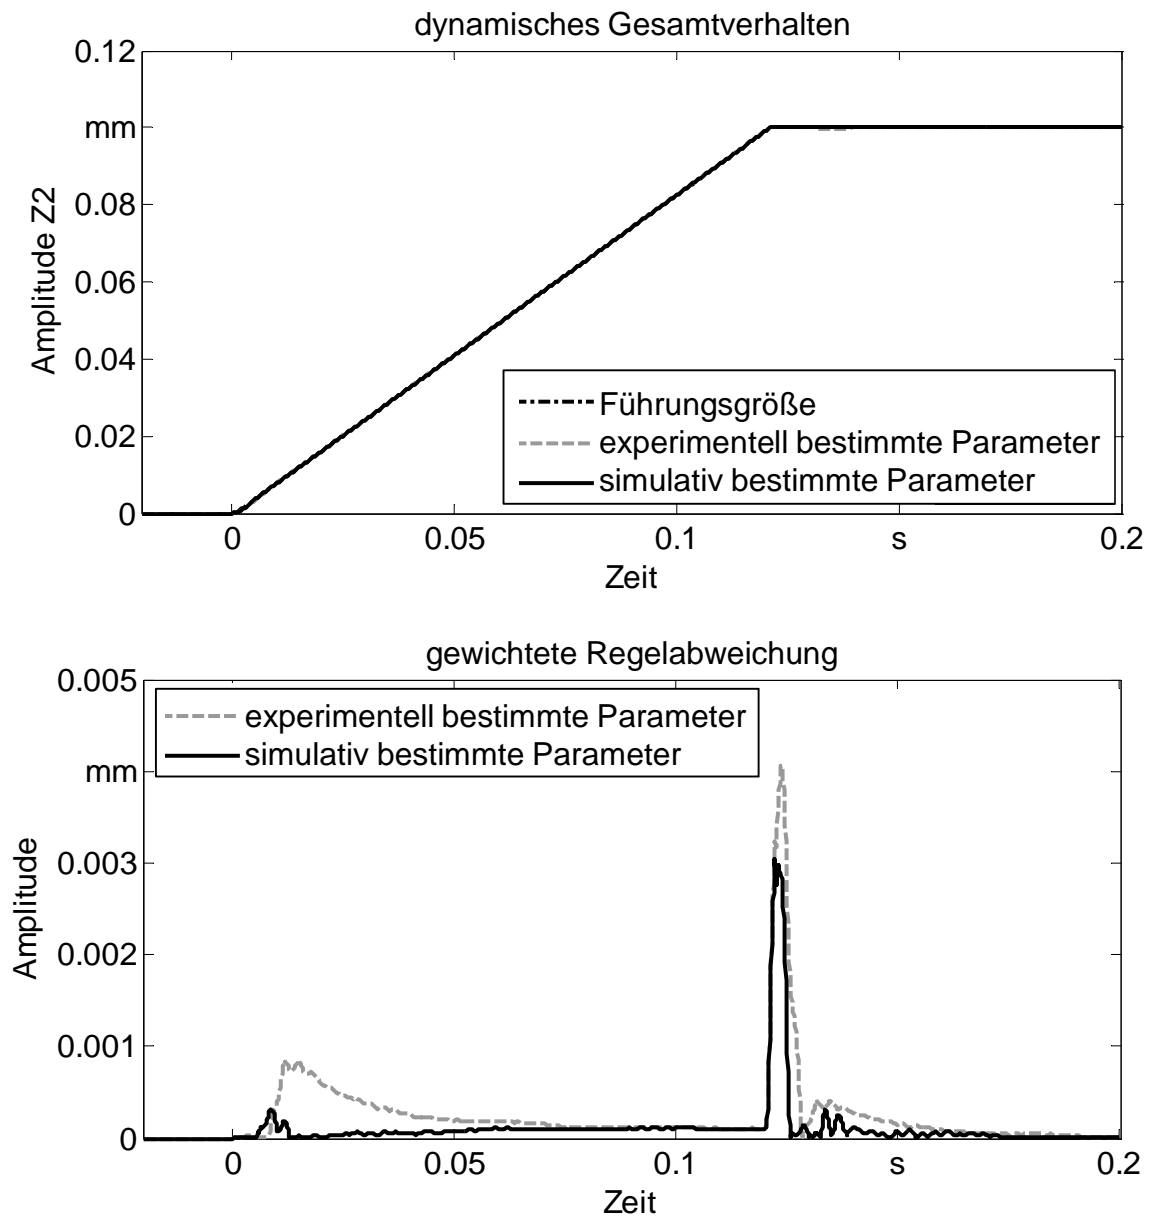 dynamisches Gesamtverhalten
0.12
mm
0.08
0.06
0.04
0.02
0
Amplitude Z2
Führungsgröße
experimentell bestimmte Parameter
simulativ bestimmte Parameter
0 0.05 0.1 s 0.2
Zeit
gewichtete Regelabweichung
0.005
mm
0.003
0.002
0.001
0
Amplitude
experimentell bestimmte Parameter
simulativ bestimmte Parameter
0 0.05 0.1 s 0.2
Zeit